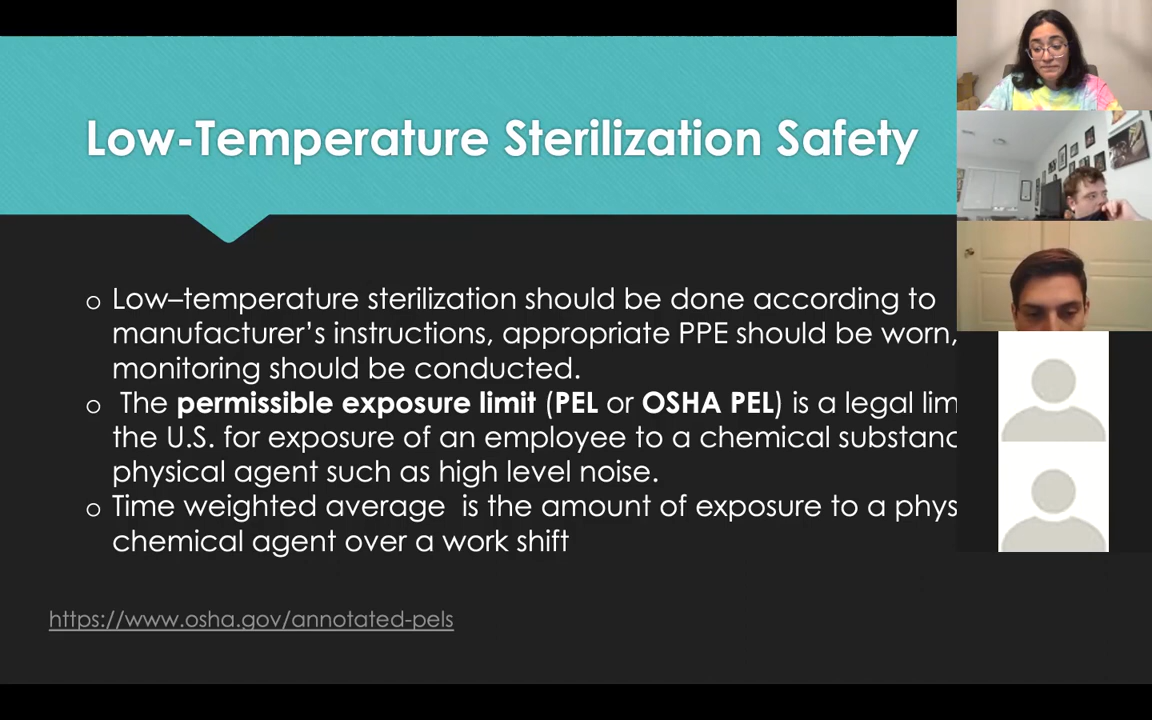 Low-Temperature Sterilization Safety
o Low–temperature sterilization should be done according to
manufacturer's instructions, appropriate PPE should be worn,
monitoring should be conducted.
o The permissible exposure limit (PEL or OSHA PEL) is a legal
the U.S. for exposure of an employee to a chemical
physical agent such as high level noise.
o Time weighted average is the amount of exposure to a
chemical agent over a work shift
https://www.osha.gov/annotated-pels